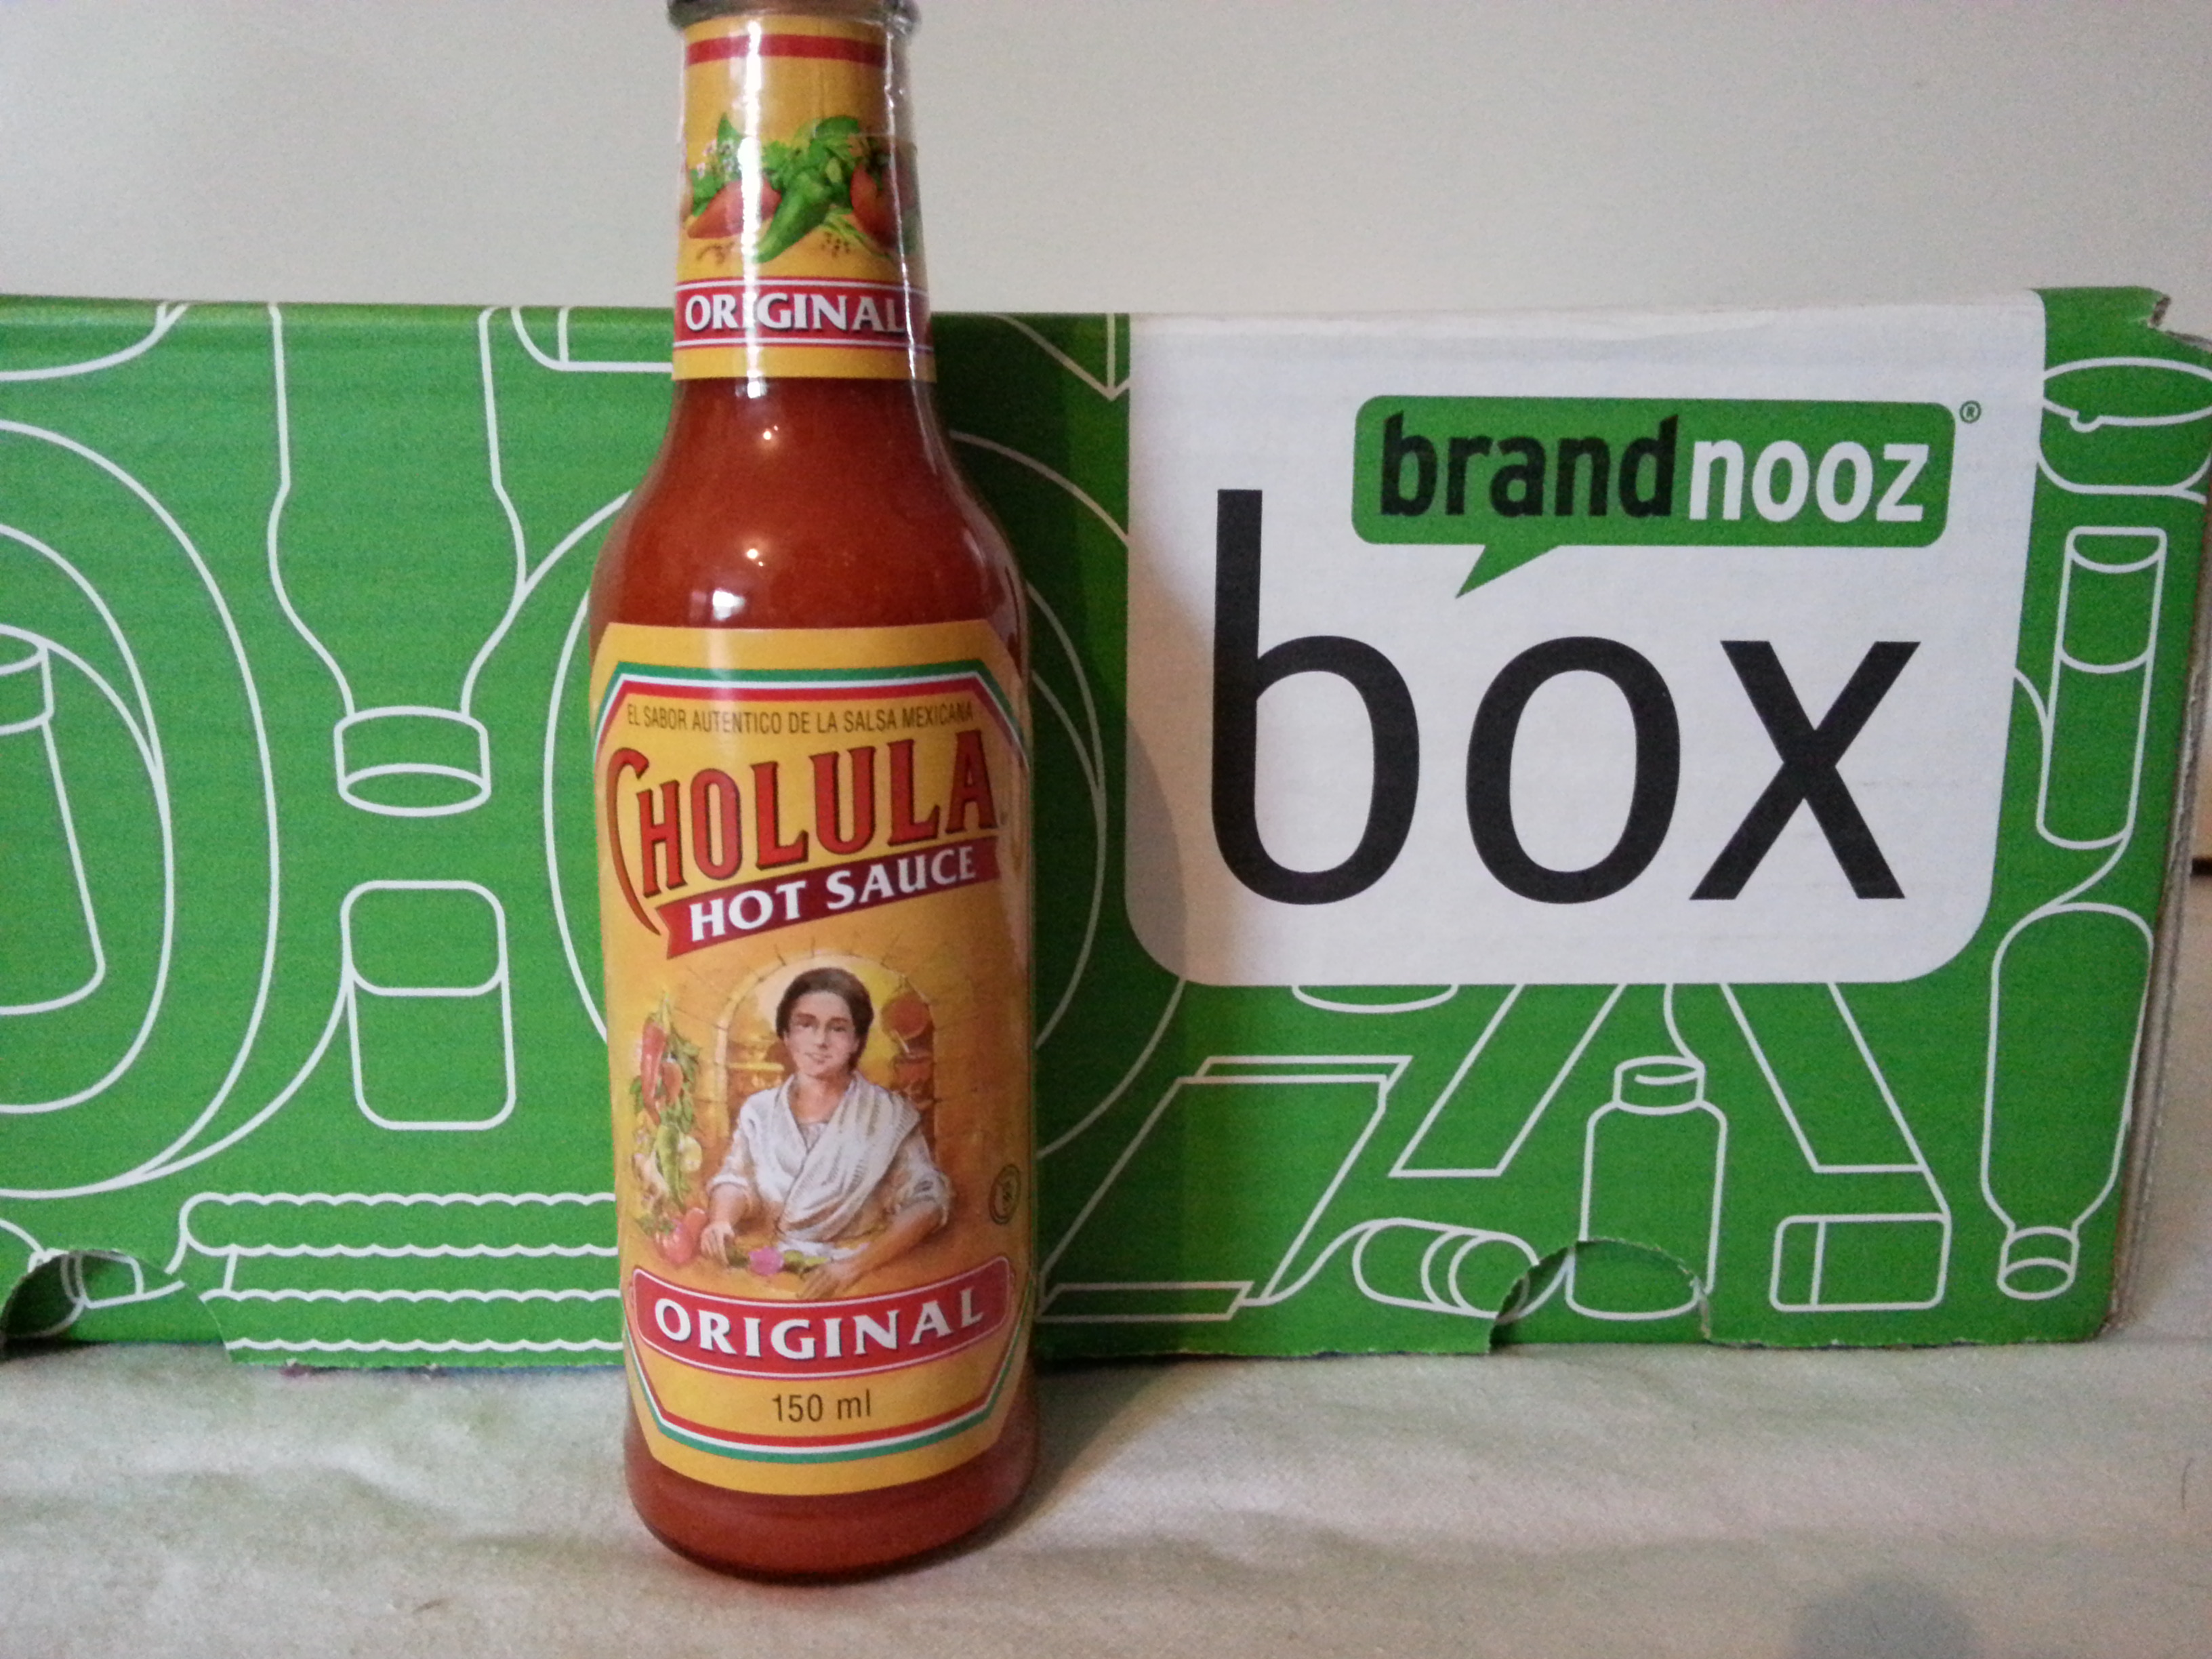 ORIGINAL
EL SABOR AUTENTICO DE LA SALSA MEXICANA
CHOLULA
HOT SAUCE
ORIGINAL
150 ml
brandnooz®
box